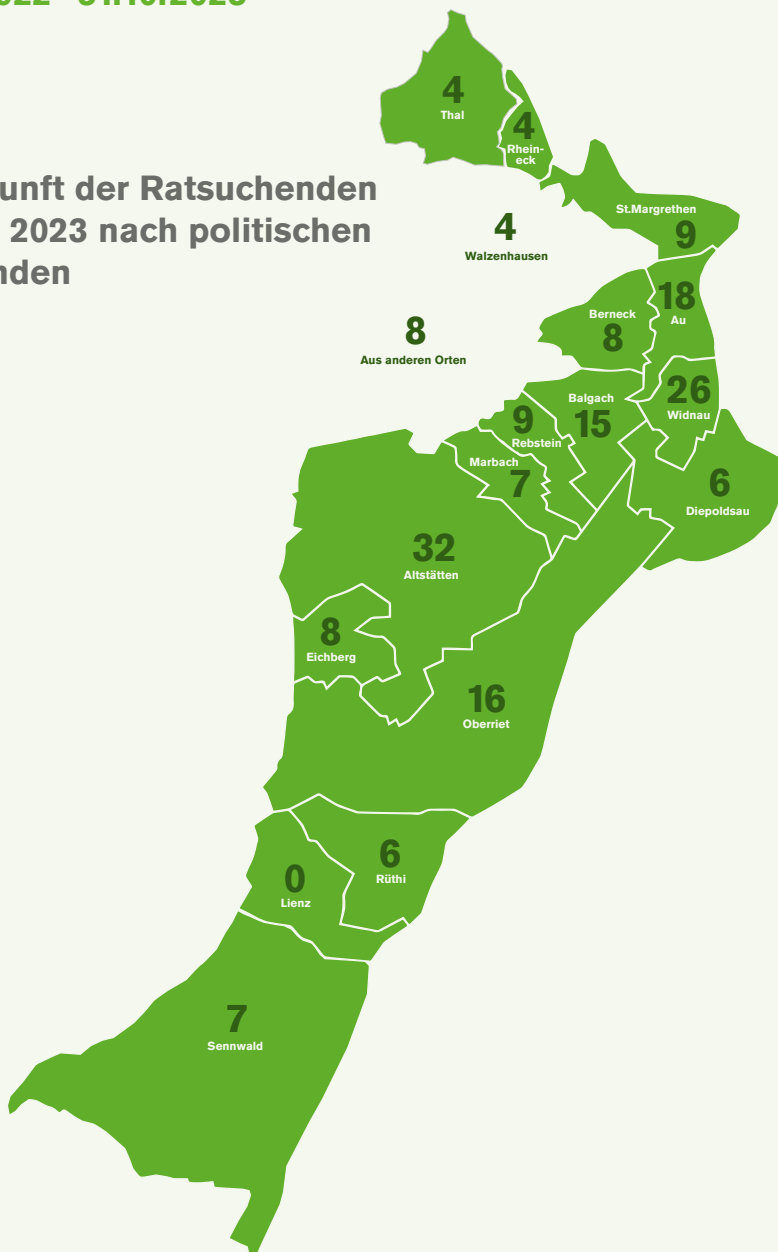 4
Thal
4
Rhein-
eck
unft der Ratsuchenden
2023 nach politischen
nden
St.Margrethen
9
4
Walzenhausen
18
Au
Berneck
8
8
Aus anderen Orten
26
Widnau
Balgach
15
9
Rebstein
Marbach
7
6
Diepoldsau
32
Altstätten
8
Eichberg
16
Oberriet
6
Rüthi
0
Lienz
7
Sennwald